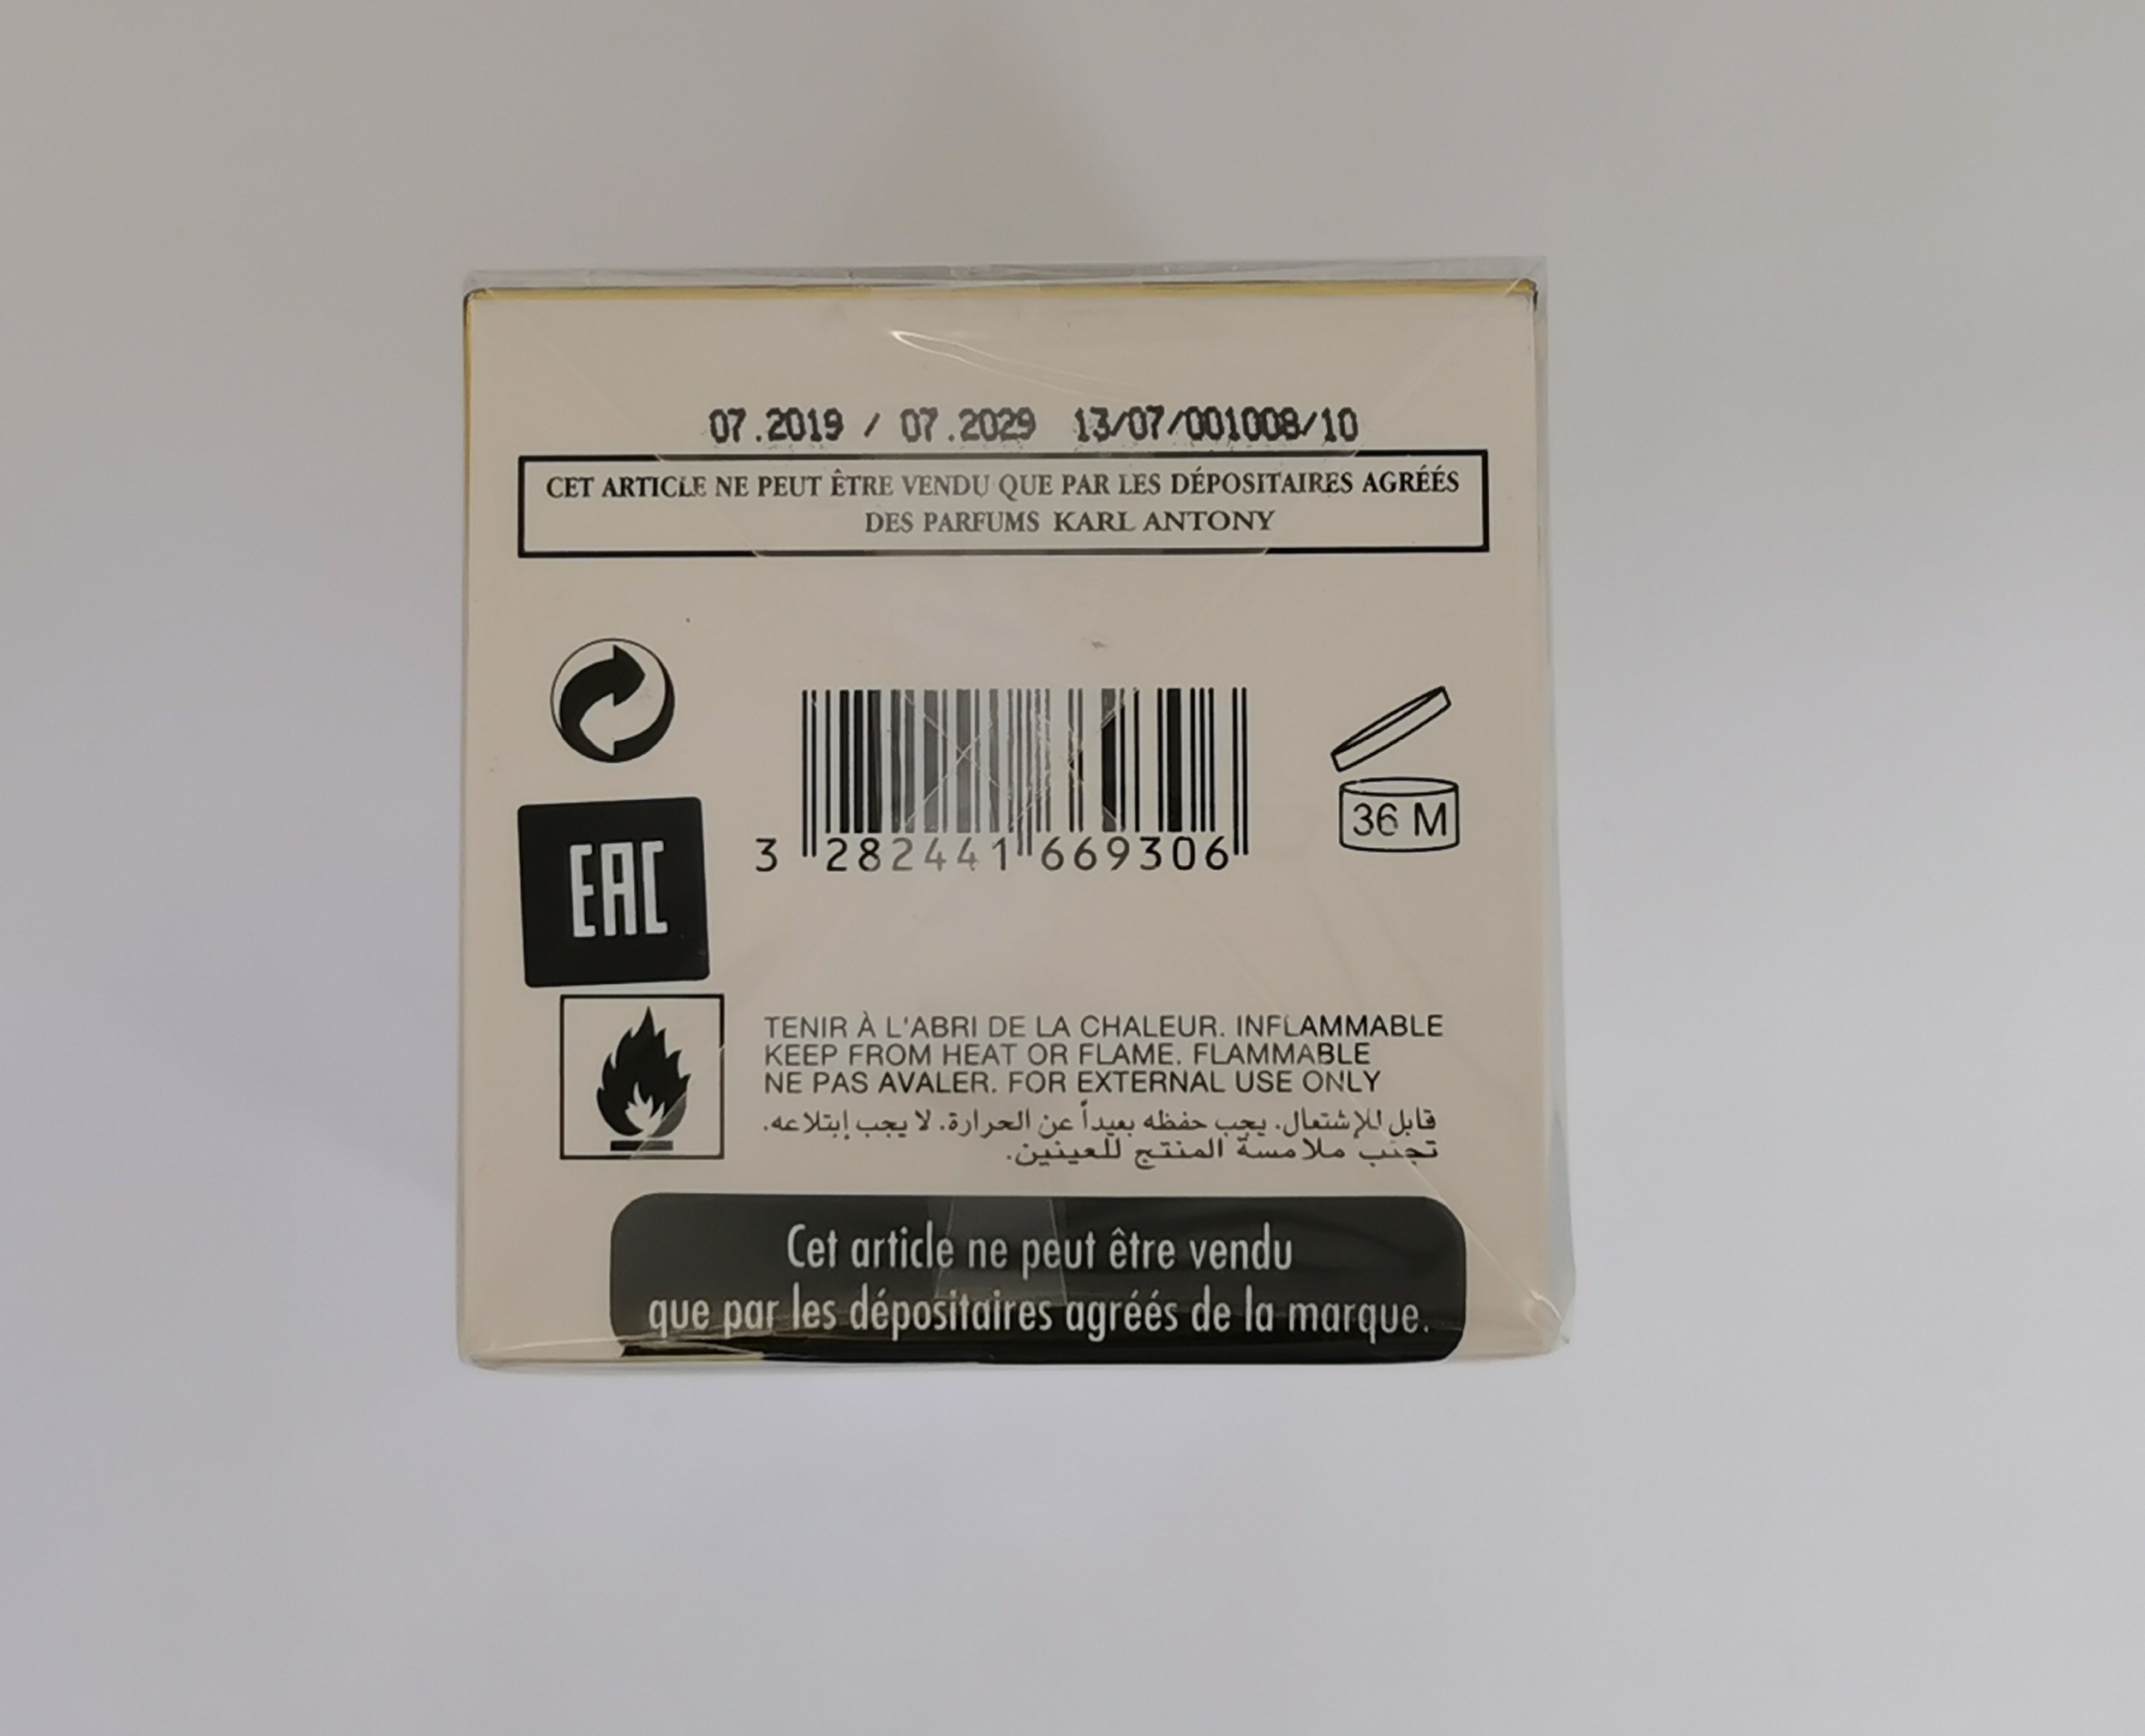 07.2019 / 07.2029 13/07/001008/10
CET ARTICLE NE PEUT ÊTRE VENDU QUE PAR LES DÉPOSITAIRES AGRÉÉS
DES PARFUMS KARL ANTONY
36 M
3 282441 669306
EAC
TENIR À L'ABRI DE LA CHALEUR. INFLAMMABLE
KEEP FROM HEAT OR FLAME. FLAMMABLE
NE PAS AVALER. FOR EXTERNAL USE ONLY
قابل للإشتعال. يجب حفظه بعيداً عن الحرارة. لا يجب إبتلاعه.
تجنب ملامسة المنتج للعينين.
Cet article ne peut être vendu
que par les dépositaires agréés de la marque.